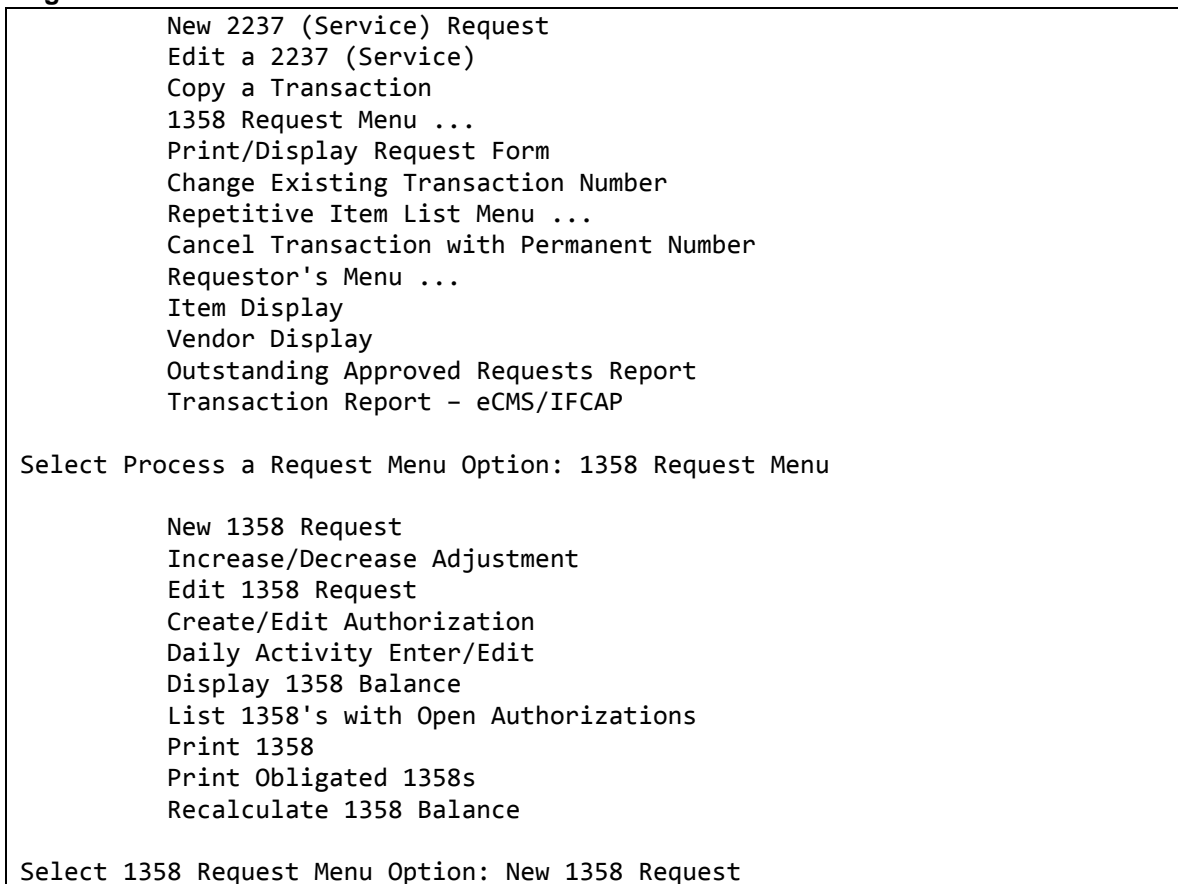 New 2237 (Service) Request
Edit a 2237 (Service)
Copy a Transaction
1358 Request Menu ...
Print/Display Request Form
Change Existing Transaction Number
Repetitive Item List Menu ...
Cancel Transaction with Permanent Number
Requestor's Menu ...
Item Display
Vendor Display
Outstanding Approved Requests Report
Transaction Report – eCMS/IFCAP
Select Process a Request Menu Option: 1358 Request Menu
New 1358 Request
Increase/Decrease Adjustment
Edit 1358 Request
Create/Edit Authorization
Daily Activity Enter/Edit
Display 1358 Balance
List 1358's with Open Authorizations
Print 1358
Print Obligated 1358s
Recalculate 1358 Balance
Select 1358 Request Menu Option: New 1358 Request